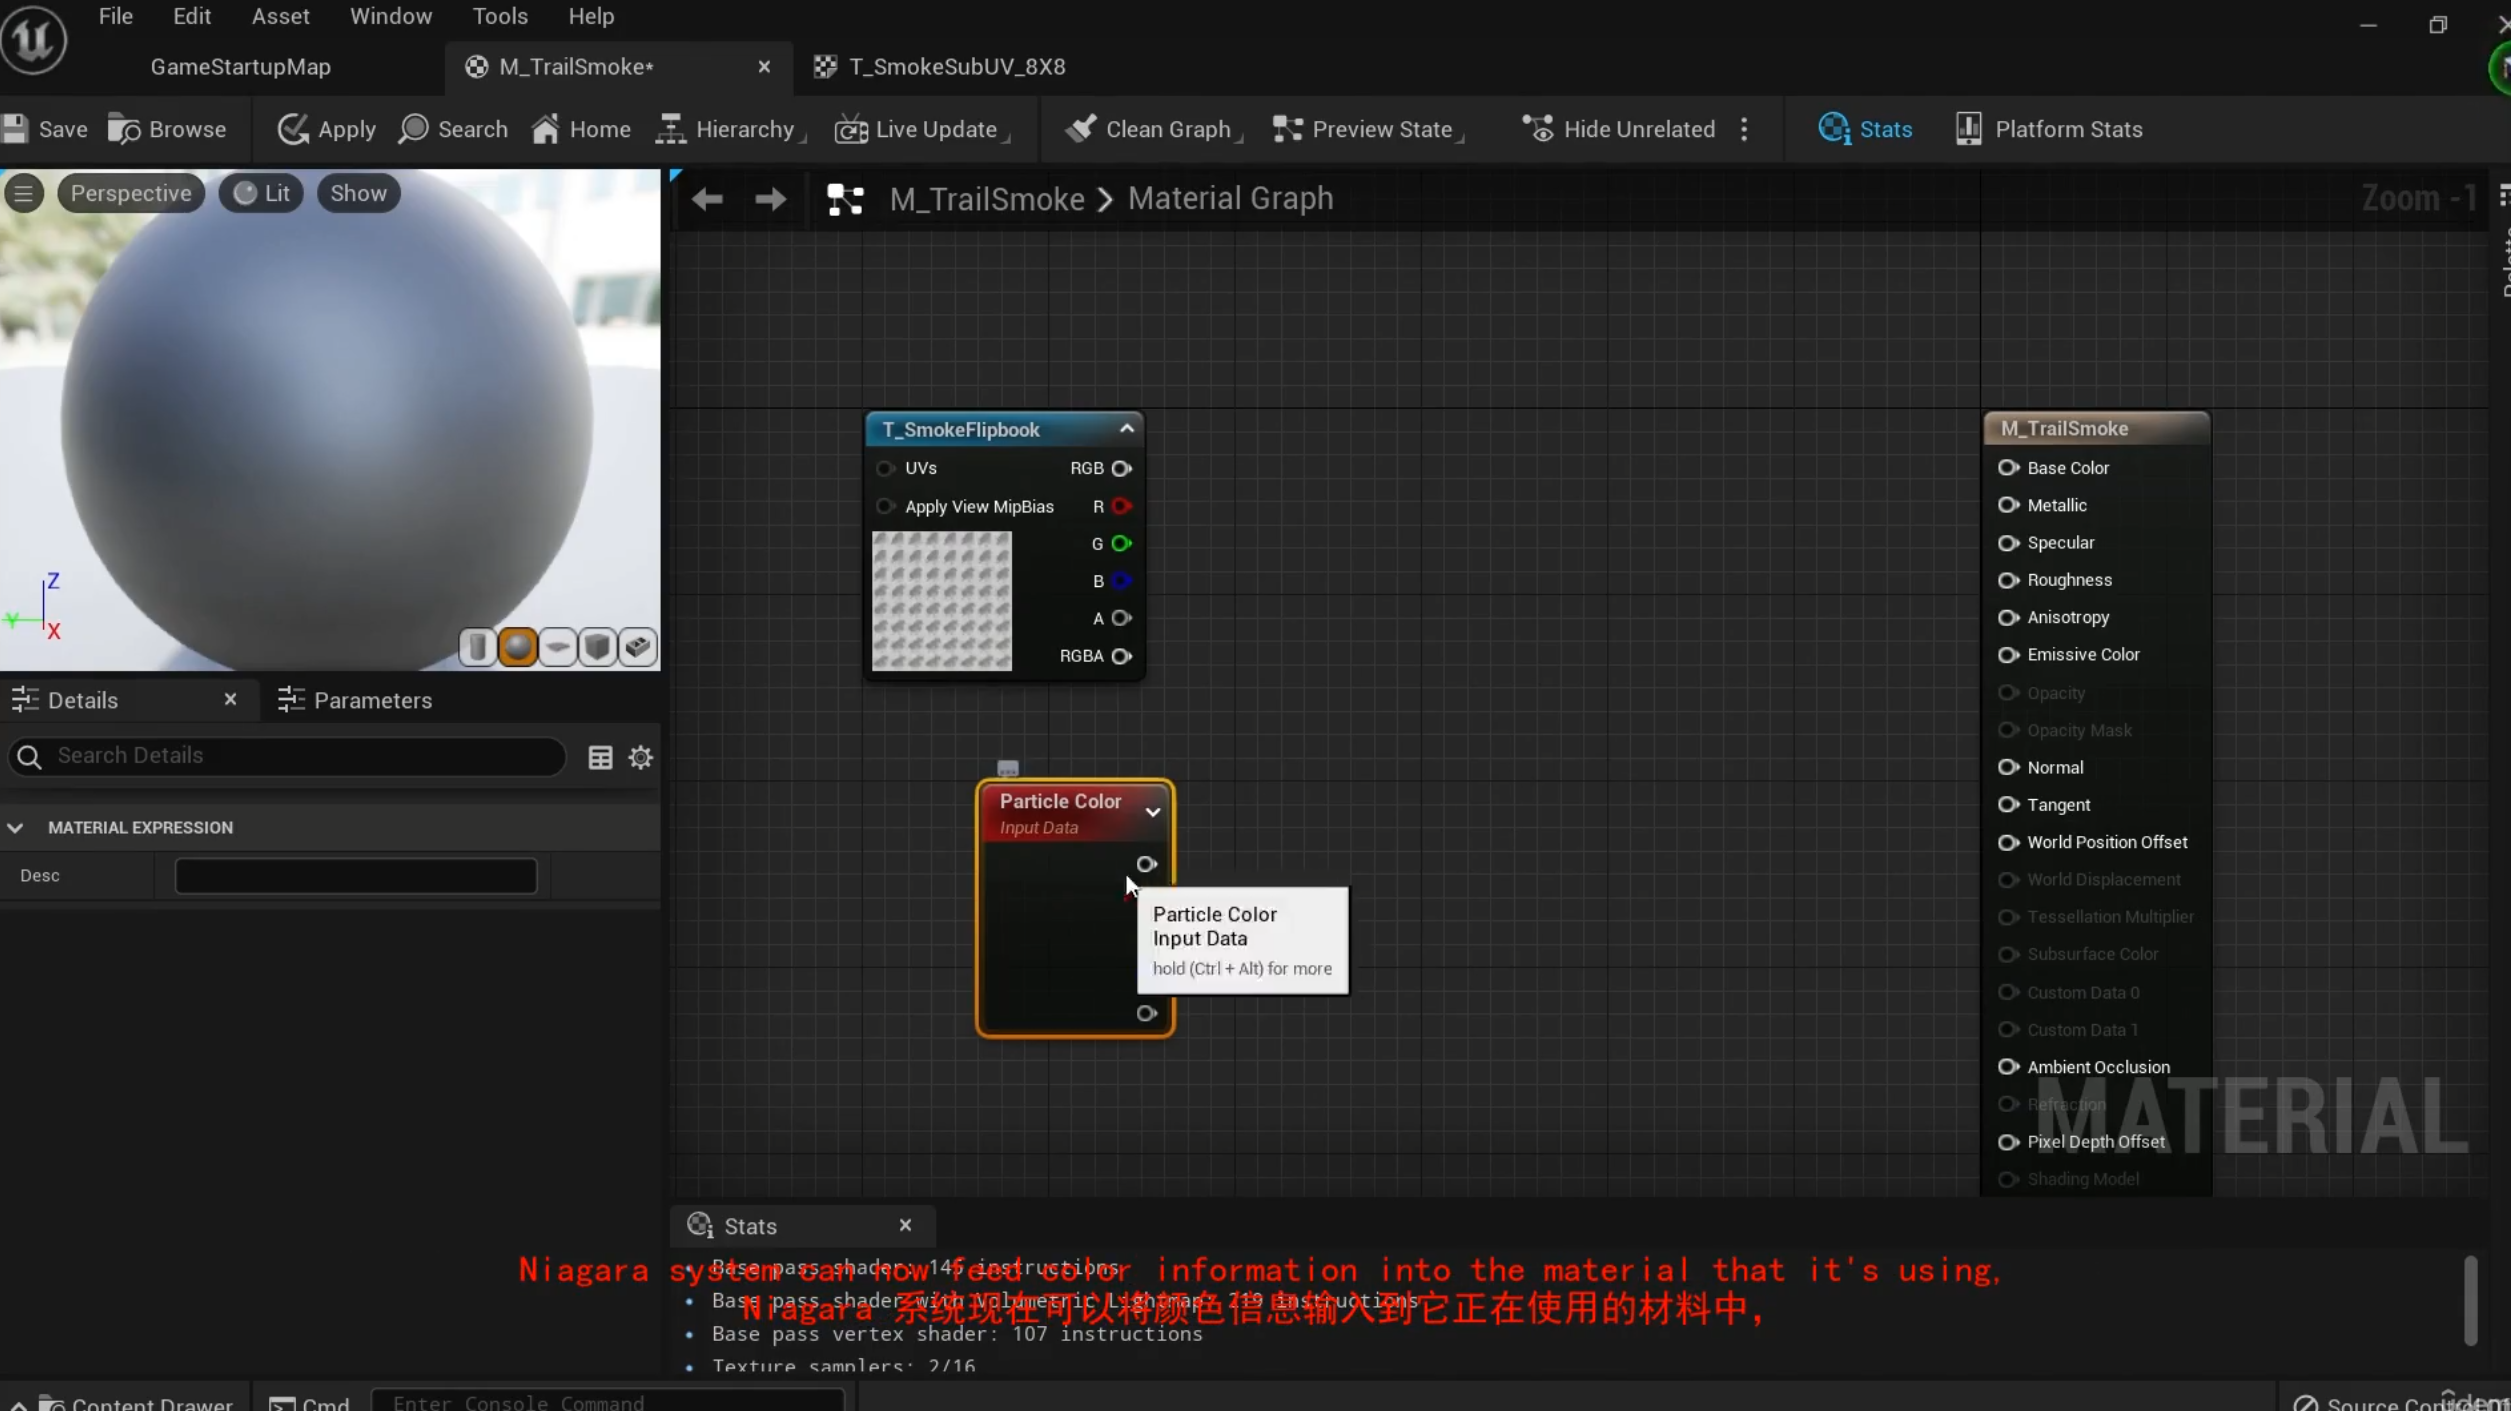 File Edit Asset Window Tools Help
GameStartupMap M_TrailSmoke* T_SmokeSubUV_8X8
Save Browse Apply Search Home Hierarchy Live Update Clean Graph Preview State Hide Unrelated Stats Platform Stats
Perspective Lit Show
M_TrailSmoke > Material Graph
Zoom -1
T_SmokeFlipbook
UVs RGB
Apply View MipBias R
G
B
A
RGBA
Z
Y
X
Details Parameters
Search Details
MATERIAL EXPRESSION
Desc
Particle Color
Input Data
Particle Color
Input Data
hold (Ctrl + Alt) for more
M_TrailSmoke
Base Color
Metallic
Specular
Roughness
Anisotropy
Emissive Color
Opacity
Opacity Mask
Normal
Tangent
World Position Offset
World Displacement
Tessellation Multiplier
Subsurface Color
Custom Data 0
Custom Data 1
Ambient Occlusion
Refraction
Pixel Depth Offset
Shading Model
MATERIAL
Stats
Base pass shader: 145 instructions
Niagara system can now feed color information into the material that it's using,
Base pass shader with Volumetric Lightmap: 219 instructions
Niagara 系统现在可以将颜色信息输入到它正在使用的材料中，
Base pass vertex shader: 107 instructions
Texture samplers: 2/16
Content Drawer Cmd Enter Console Command Source